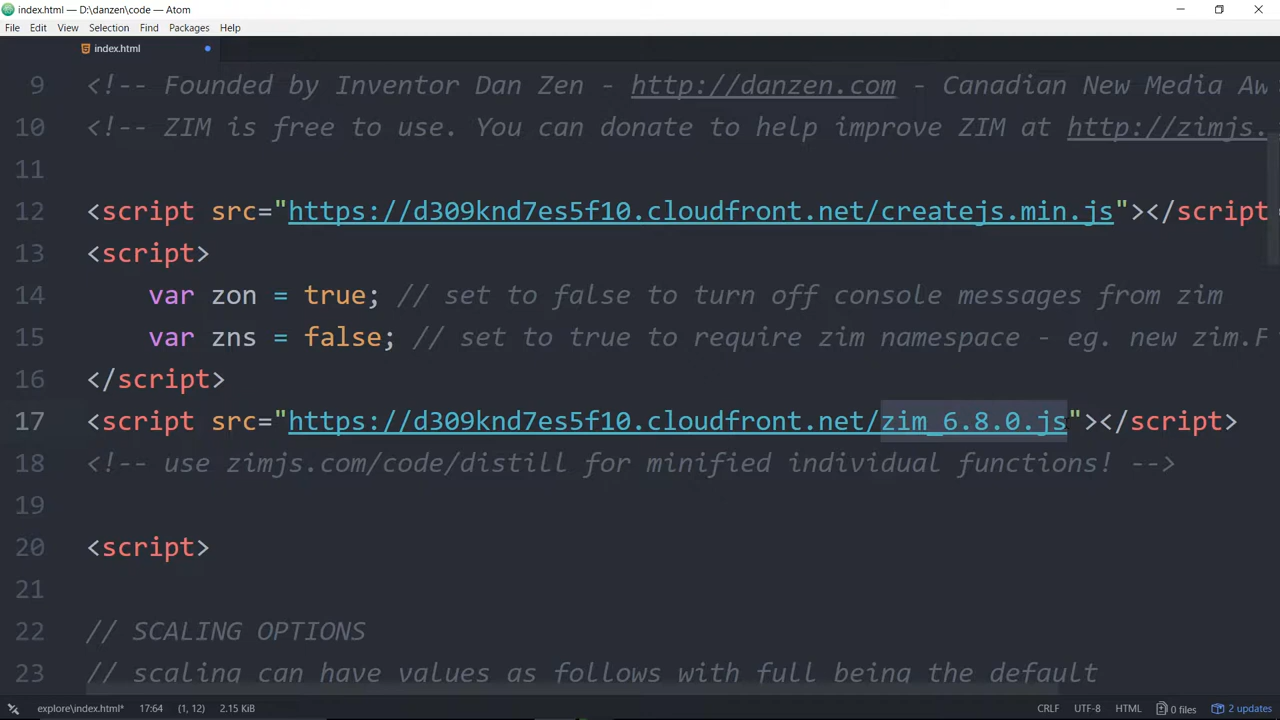 index.html — D:\danzen\code — Atom
File Edit View Selection Find Packages Help
index.html
9 <!-- Founded by Inventor Dan Zen - http://danzen.com - Canadian New Media Aw
10 <!-- ZIM is free to use. You can donate to help improve ZIM at http://zimjs.
11
12 <script src="https://d309knd7es5f10.cloudfront.net/createjs.min.js"></script
13 <script>
14 var zon = true; // set to false to turn off console messages from zim
15 var zns = false; // set to true to require zim namespace - eg. new zim.F
16 </script>
17 <script src="https://d309knd7es5f10.cloudfront.net/zim_6.8.0.js"></script>
18 <!-- use zimjs.com/code/distill for minified individual functions! -->
19
20 <script>
21
22 // SCALING OPTIONS
23 // scaling can have values as follows with full being the default
explore\index.html* 17:64 (1, 12) 2.15 KiB CRLF UTF-8 HTML 0 files 2 updates